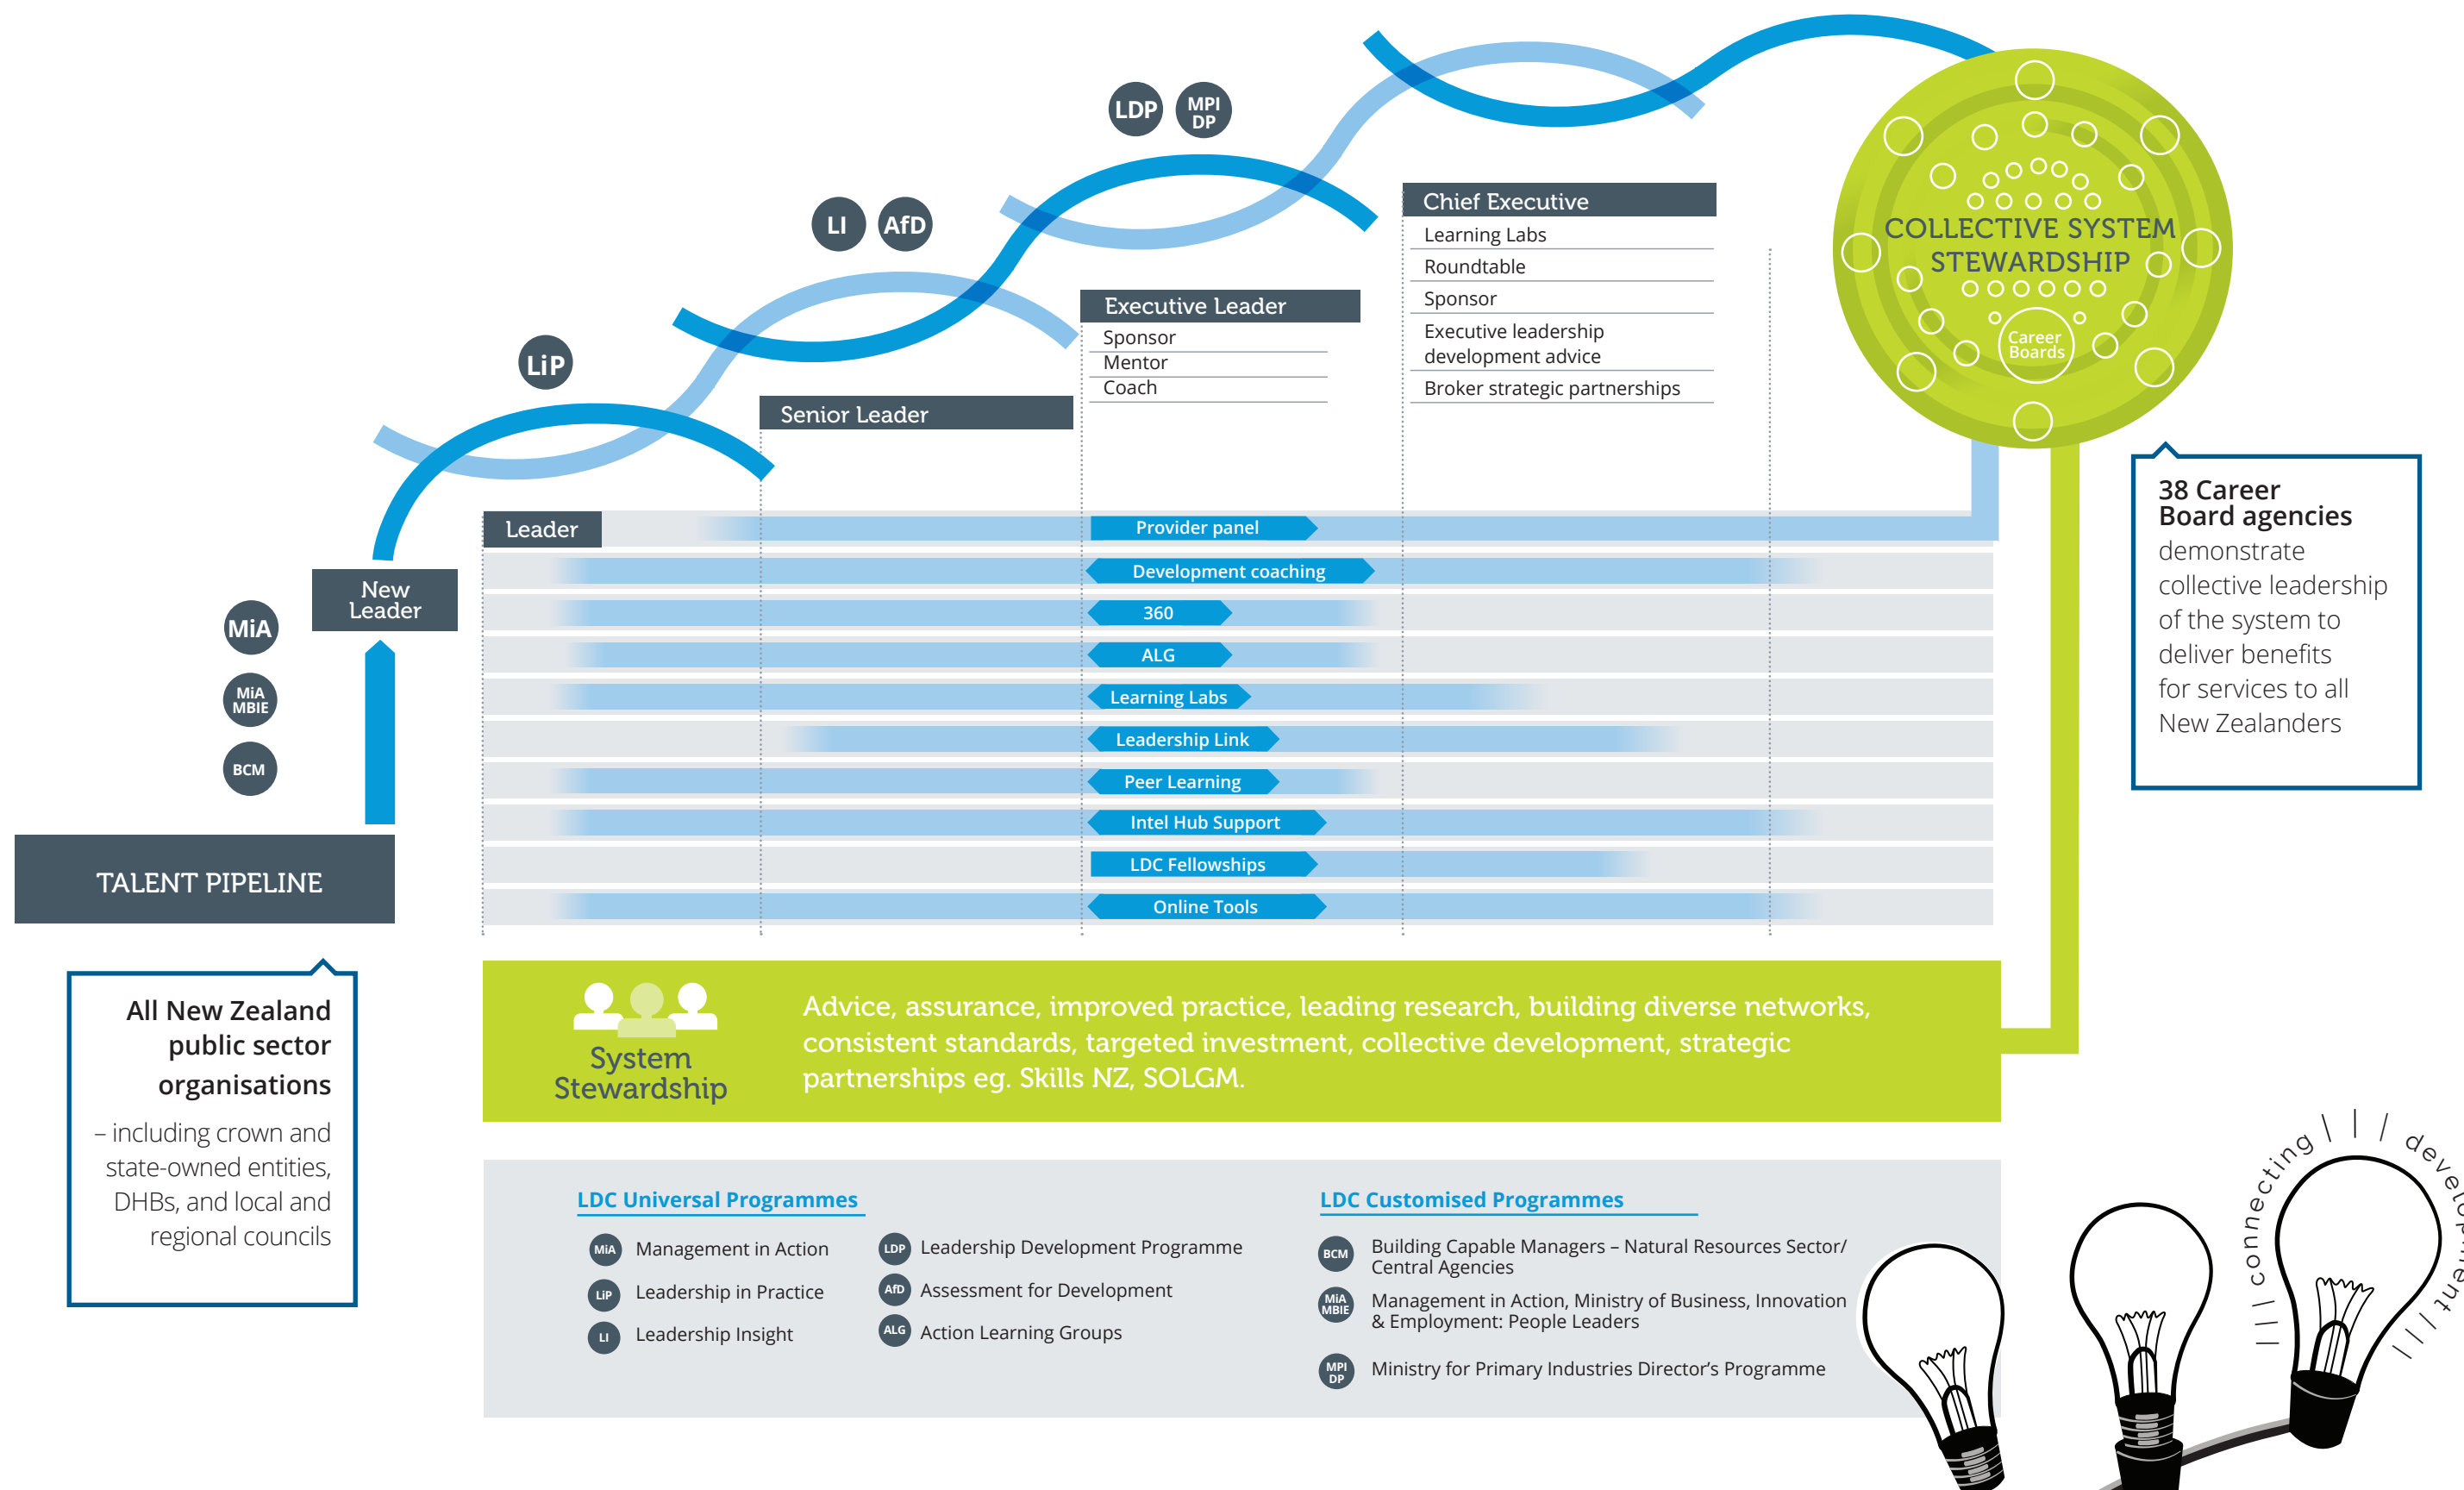 LDP
MPI
DP
LI
AfD
LiP
Chief Executive
Learning Labs
Roundtable
Sponsor
Executive leadership
development advice
Broker strategic partnerships
Executive Leader
Sponsor
Mentor
Coach
Senior Leader
COLLECTIVE SYSTEM
STEWARDSHIP
Career
Boards
38 Career
Board agencies
demonstrate
collective leadership
of the system to
deliver benefits
for services to all
New Zealanders
Leader
New
Leader
MiA
MiA
MBIE
BCM
TALENT PIPELINE
Provider panel
Development coaching
360
ALG
Learning Labs
Leadership Link
Peer Learning
Intel Hub Support
LDC Fellowships
Online Tools
All New Zealand
public sector
organisations
– including crown and
state-owned entities,
DHBs, and local and
regional councils
System
Stewardship
Advice, assurance, improved practice, leading research, building diverse networks,
consistent standards, targeted investment, collective development, strategic
partnerships eg. Skills NZ, SOLGM.
LDC Universal Programmes
MiA Management in Action
LiP Leadership in Practice
LI Leadership Insight
LDP Leadership Development Programme
AfD Assessment for Development
ALG Action Learning Groups
LDC Customised Programmes
BCM Building Capable Managers – Natural Resources Sector/
Central Agencies
MiA
MBIE Management in Action, Ministry of Business, Innovation
& Employment: People Leaders
MPI
DP Ministry for Primary Industries Director’s Programme
connecting
development